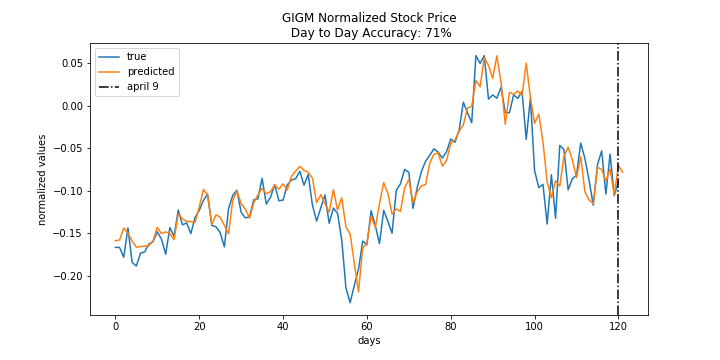 GIGM Normalized Stock Price
Day to Day Accuracy: 71%
true
predicted
april 9
normalized values
0.05
0.00
−0.05
−0.10
−0.15
−0.20
0
20
40
60
80
100
120
days